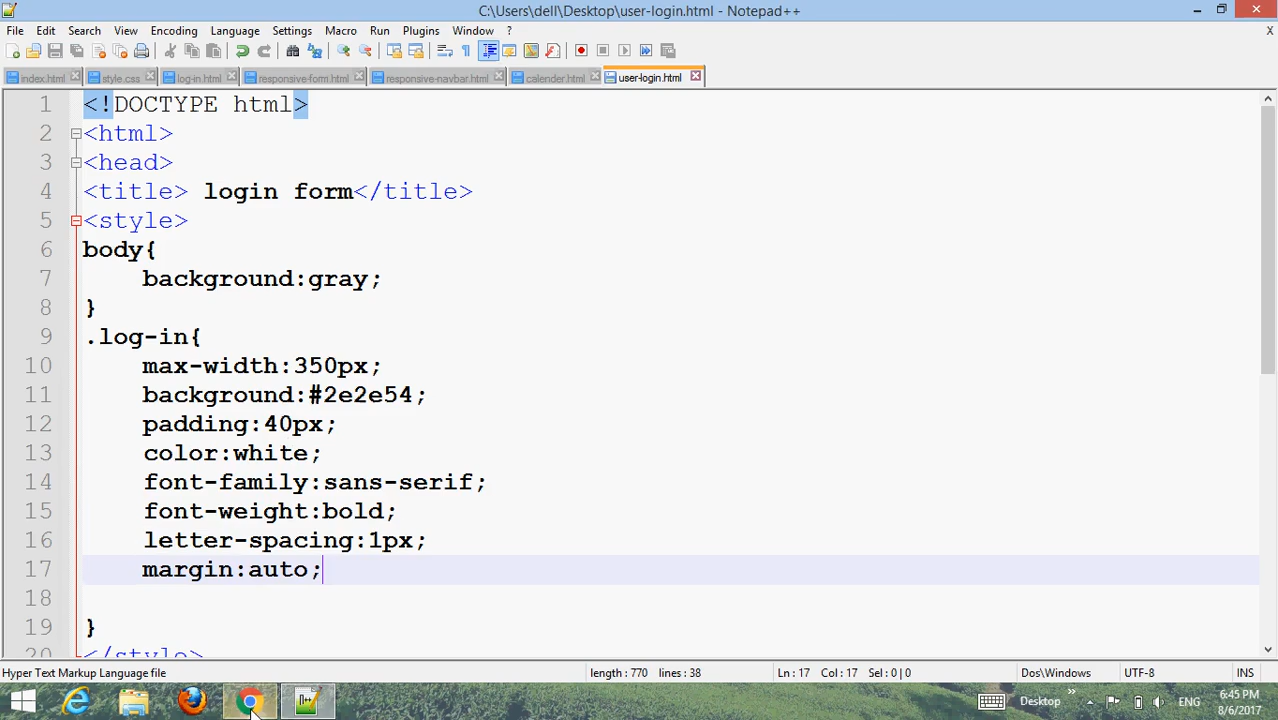 C:\Users\dell\Desktop\user-login.html - Notepad++
File Edit Search View Encoding Language Settings Macro Run Plugins Window ? X
index.html style.css log-in.html responsive-form.html responsive-navbar.html calender.html user-login.html
1 <!DOCTYPE html>
2 <html>
3 <head>
4 <title> login form</title>
5 <style>
6 body{
7 background:gray;
8 }
9 .log-in{
10 max-width:350px;
11 background:#2e2e54;
12 padding:40px;
13 color:white;
14 font-family:sans-serif;
15 font-weight:bold;
16 letter-spacing:1px;
17 margin:auto;
18
19 }
20 </style>
Hyper Text Markup Language file length : 770 lines : 38 Ln : 17 Col : 17 Sel : 0 | 0 Dos\Windows UTF-8 INS
Desktop » ENG 6:45 PM
8/6/2017